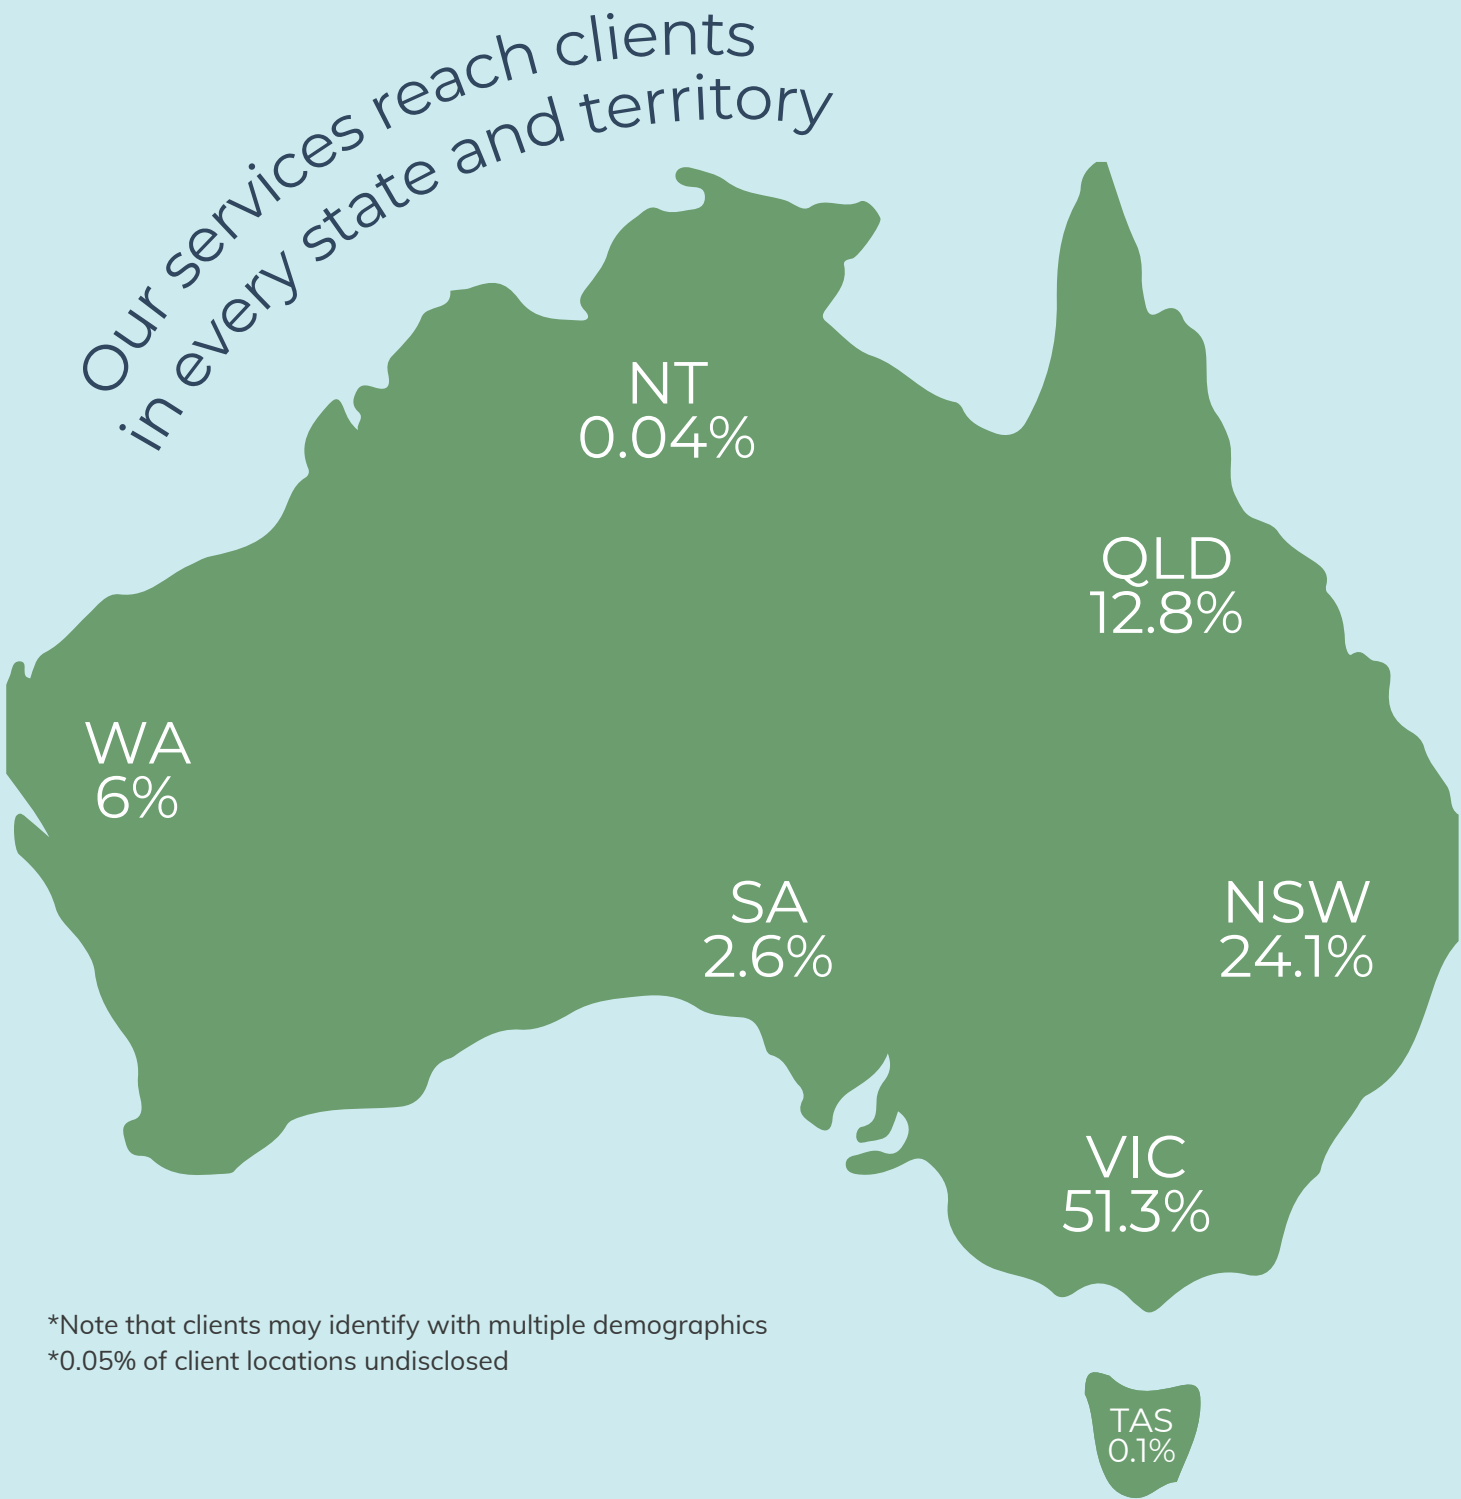 Our services reach clients
in every state and territory
NT
0.04%
QLD
12.8%
WA
6%
SA
2.6%
NSW
24.1%
VIC
51.3%
*Note that clients may identify with multiple demographics
*0.05% of client locations undisclosed
TAS
0.1%